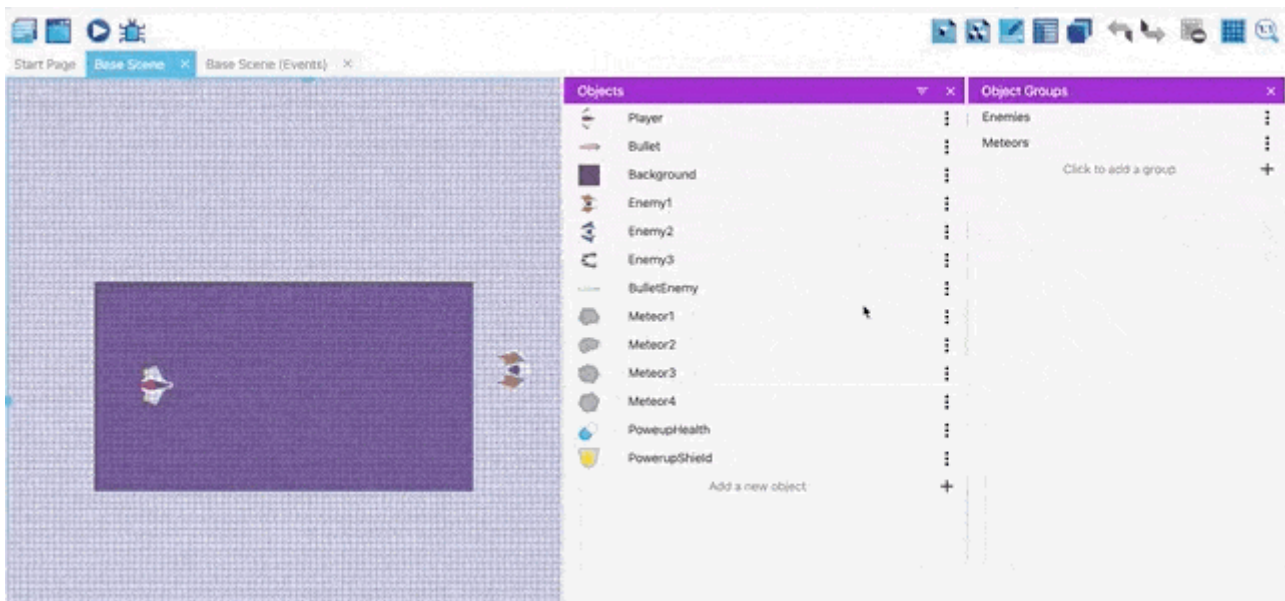 Start Page
Base Scene
Base Scene (Events)
Objects
Player
Bullet
Background
Enemy1
Enemy2
Enemy3
BulletEnemy
Meteor1
Meteor2
Meteor3
Meteor4
PoweupHealth
PowerupShield
Add a new object
Object Groups
Enemies
Meteors
Click to add a group